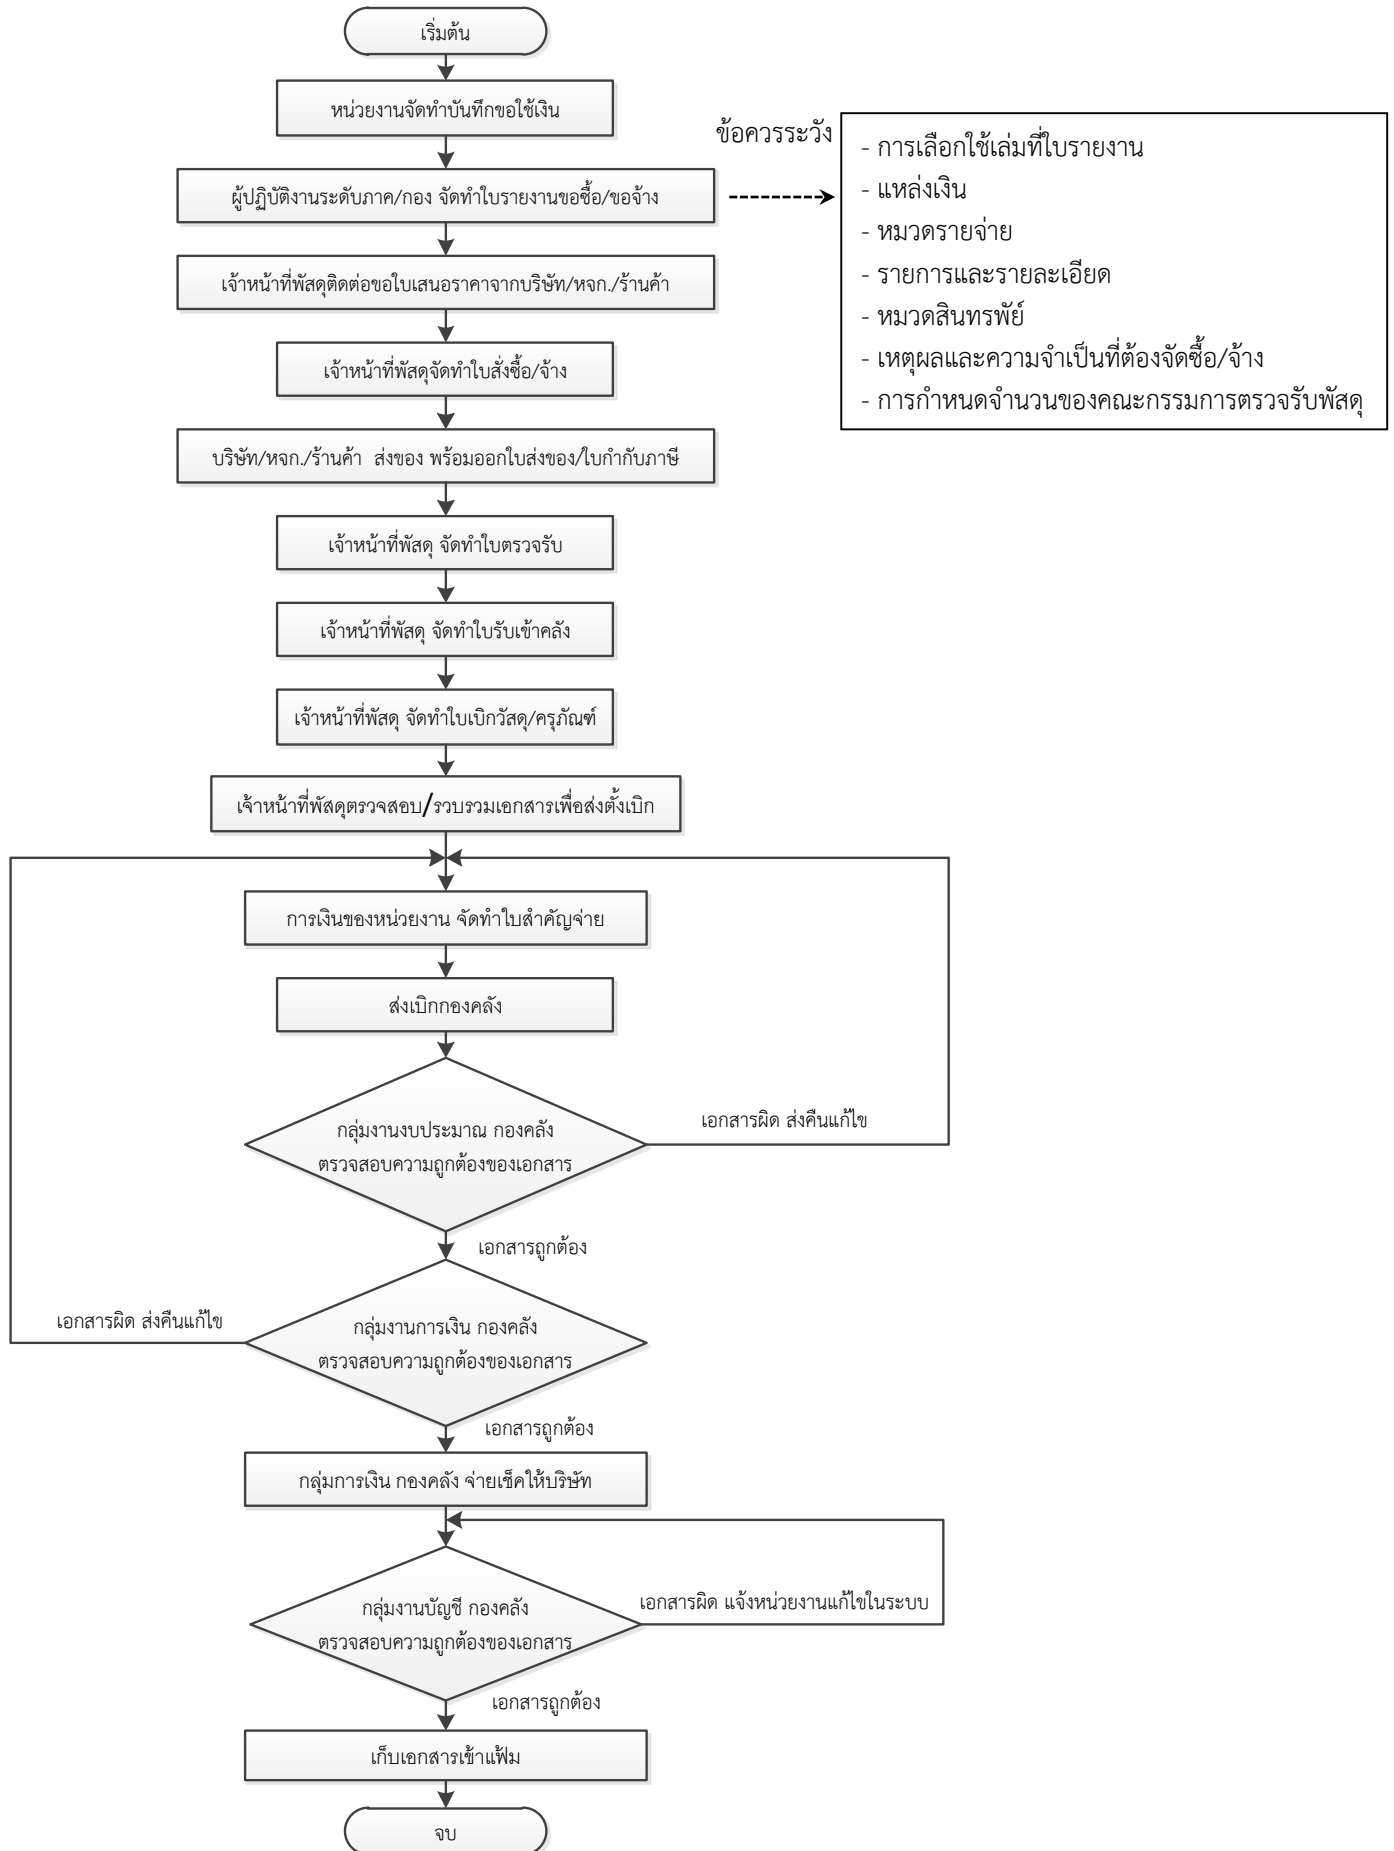 เริ่มต้น
หน่วยงานจัดทำบันทึกขอใช้เงิน
ผู้ปฏิบัติงานระดับภาค/กอง จัดทำใบรายงานขอซื้อ/ขอจ้าง
ข้อควรระวัง
- การเลือกใช้เล่มที่ใบรายงาน
- แหล่งเงิน
- หมวดรายจ่าย
- รายการและรายละเอียด
- หมวดสินทรพัย์
- เหตุผลและความจำเป็นที่ต้องจัดซื้อ/จ้าง
- การกำหนดจำนวนของคณะกรรมการตรวจรับพัสดุ
เจ้าหน้าที่พัสดุติดต่อขอใบเสนอราคาจากบริษัท/หจก./ร้านค้า
เจ้าหน้าที่พัสดุจัดทำใบสั่งซื้อ/จ้าง
บริษัท/หจก./ร้านค้า ส่งของ พร้อมออกใบส่งของ/ใบกำกับภาษี
เจ้าหน้าที่พัสดุ จัดทำใบตรวจรับ
เจ้าหน้าที่พัสดุ จัดทำใบรับเข้าคลัง
เจ้าหน้าที่พัสดุ จัดทำใบเบิกวัสดุ/ครุภัณฑ์
เจ้าหน้าที่พัสดุตรวจสอบ/รวบรวมเอกสารเพื่อส่งตั้งเบิก
การเงินของหน่วยงาน จัดทำใบสำคัญจ่าย
ส่งเบิกกองคลัง
กลุ่มงานงบประมาณ กองคลัง
ตรวจสอบความถูกต้องของเอกสาร
เอกสารผิด ส่งคืนแก้ไข
เอกสารถูกต้อง
กลุ่มงานการเงิน กองคลัง
ตรวจสอบความถูกต้องของเอกสาร
เอกสารผิด ส่งคืนแก้ไข
เอกสารถูกต้อง
กลุ่มการเงิน กองคลัง จ่ายเช็คให้บริษัท
กลุ่มงานบัญชี กองคลัง
ตรวจสอบความถูกต้องของเอกสาร
เอกสารผิด แจ้งหน่วยงานแก้ไขในระบบ
เอกสารถูกต้อง
เก็บเอกสารเข้าแฟ้ม
จบ